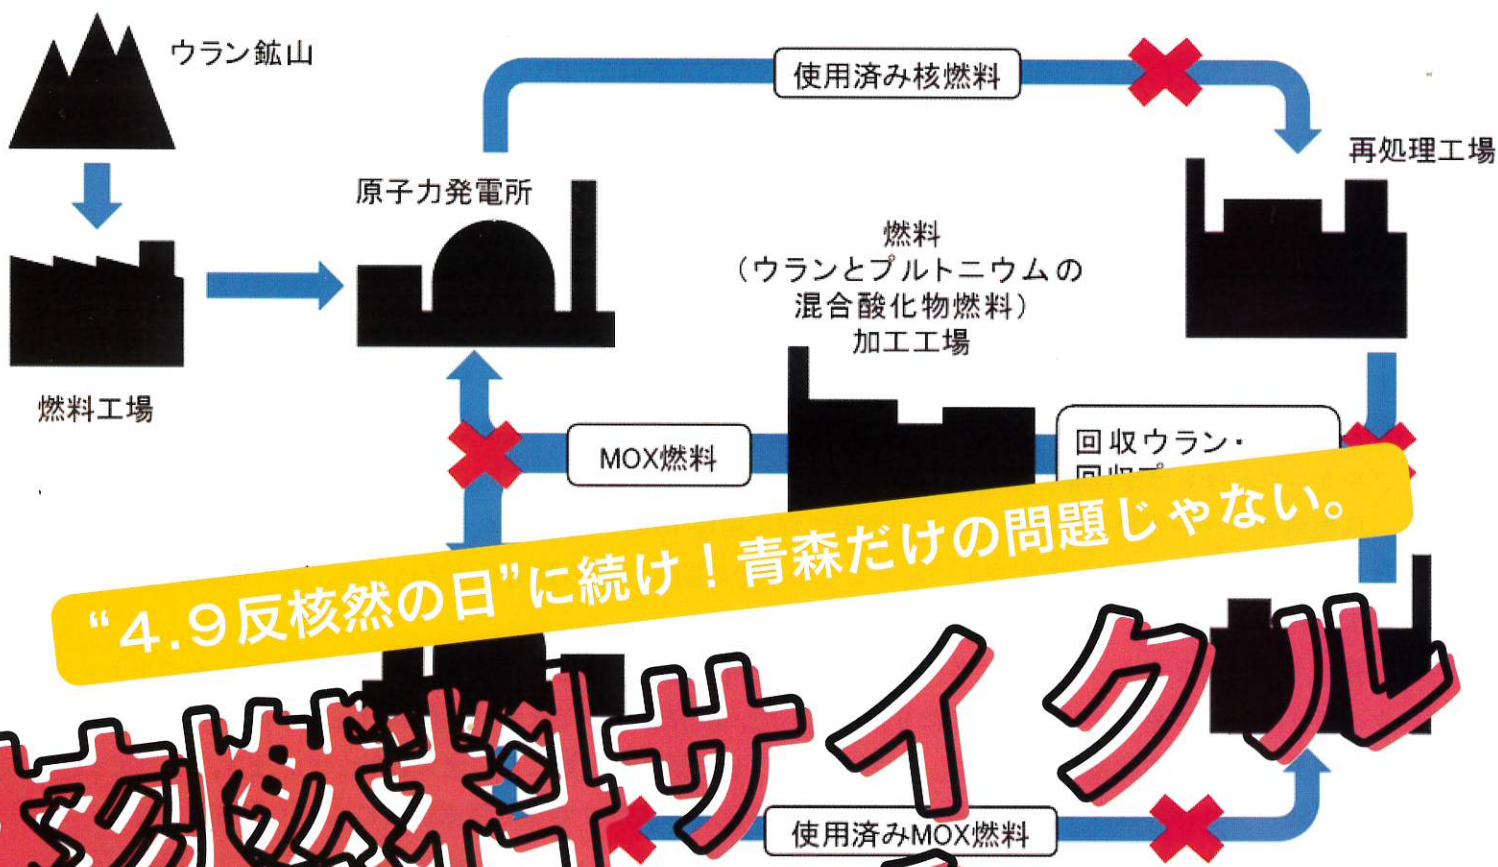 ウラン鉱山
使用済み核燃料
再処理工場
原子力発電所
燃料
（ウランとプルトニウムの
混合酸化物燃料）
加工工場
燃料工場
MOX燃料
回収ウラン・
回収プ
“4.9反核然の日”に続け！青森だけの問題じゃない。
核燃料サイクル
使用済みMOX燃料